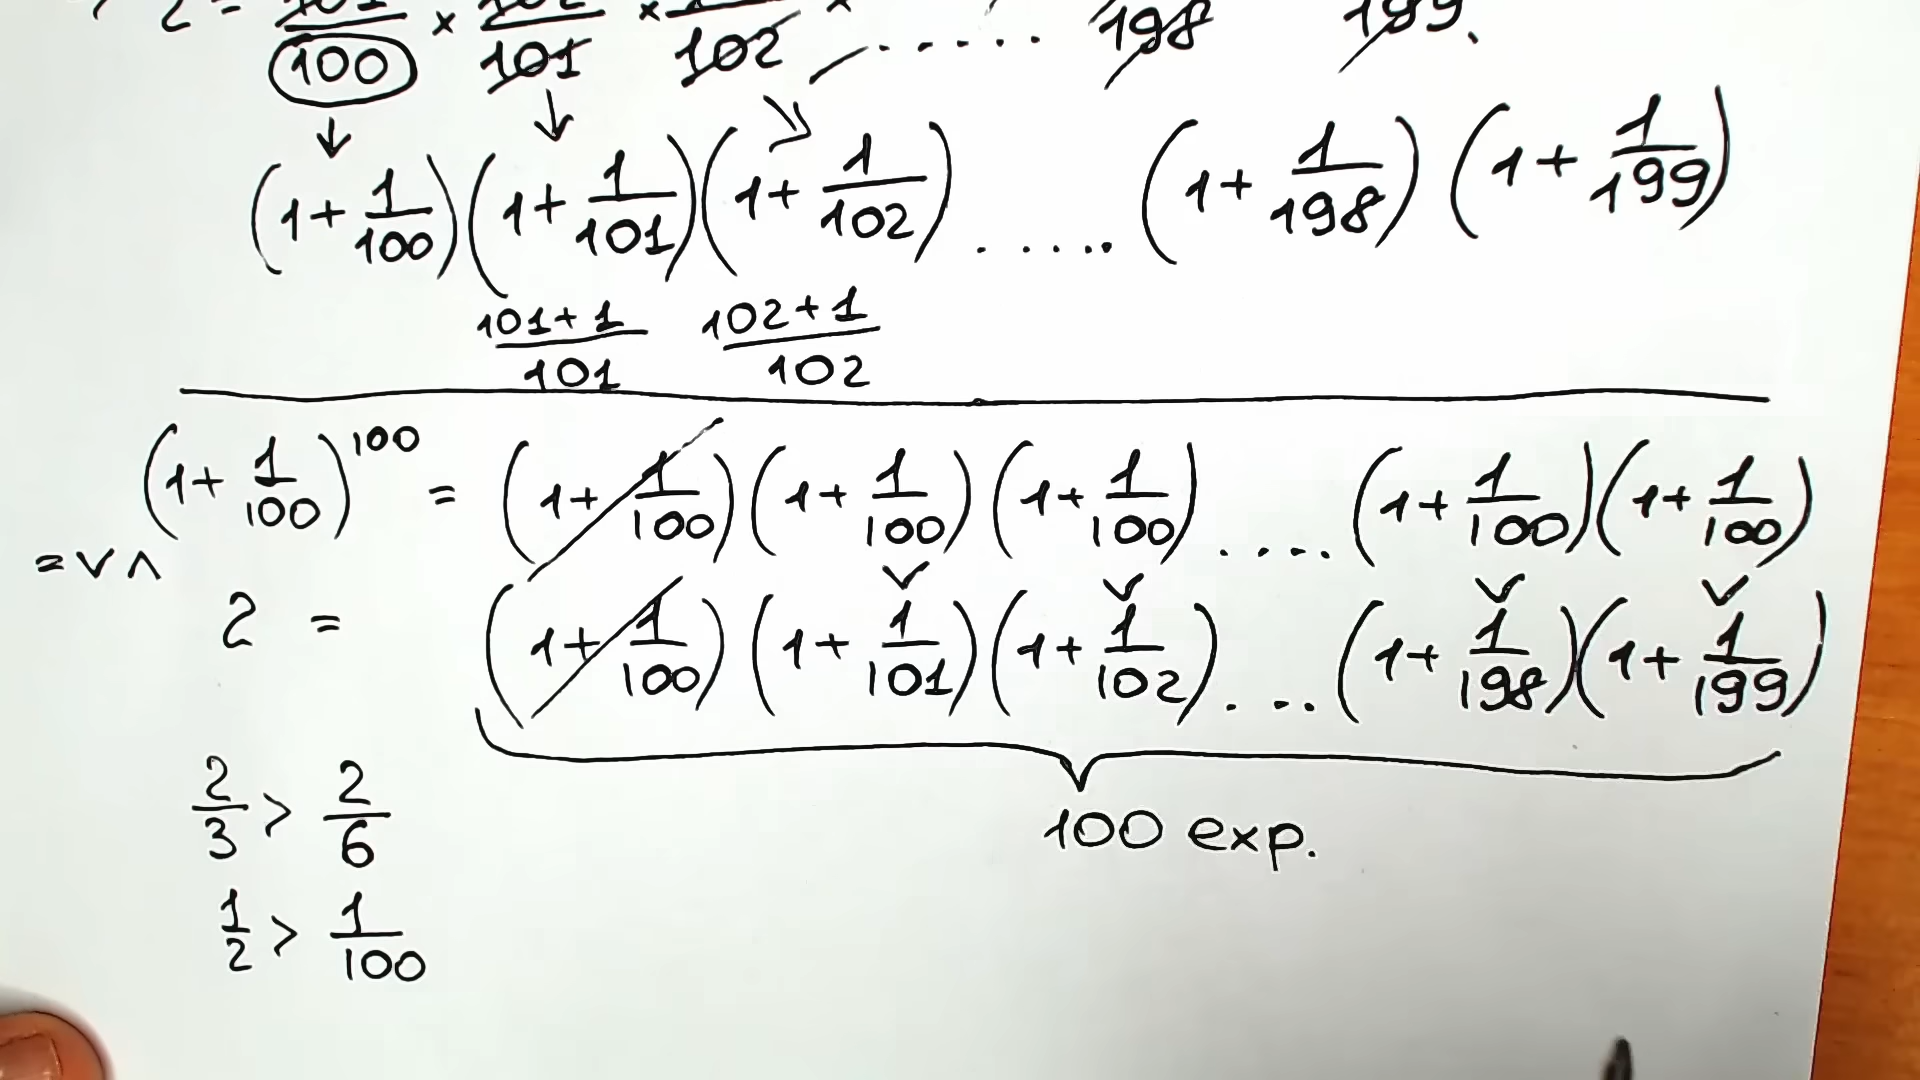 2 = 101/100 × 102/101 × /102 × ..... 198 199.
↓ ↓ ↘
(1 + 1/100)(1 + 1/101)(1 + 1/102) ..... (1 + 1/198)(1 + 1/199)
101+1/101 102+1/102
(1 + 1/100)^100 = (1 + 1/100)(1 + 1/100)(1 + 1/100) .... (1 + 1/100)(1 + 1/100)
= ∨ ∧ ∨ ∨ ∨ ∨
2 = (1 + 1/100)(1 + 1/101)(1 + 1/102) .... (1 + 1/198)(1 + 1/199)
2/3 > 2/6
100 exp.
1/2 > 1/100